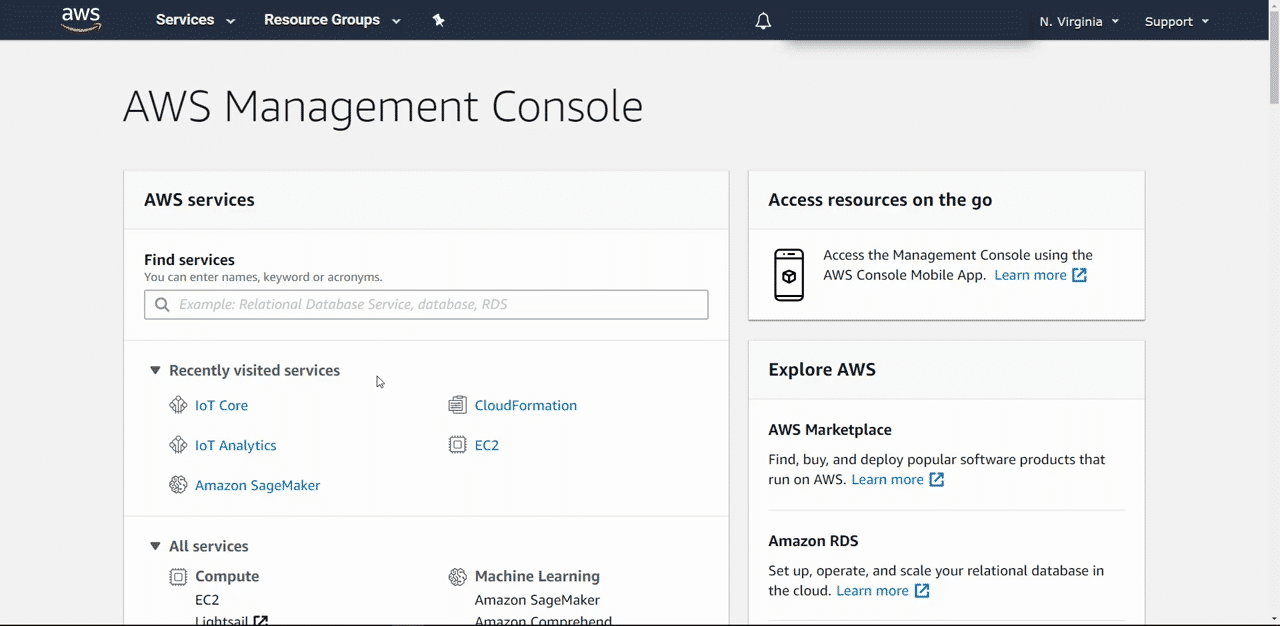 aws Services Resource Groups N. Virginia Support
AWS Management Console
AWS services
Find services
You can enter names, keyword or acronyms.
Example: Relational Database Service, database, RDS
Recently visited services
IoT Core
CloudFormation
IoT Analytics
EC2
Amazon SageMaker
All services
Compute
EC2
Lightsail
Machine Learning
Amazon SageMaker
Amazon Comprehend
Access resources on the go
Access the Management Console using the
AWS Console Mobile App. Learn more
Explore AWS
AWS Marketplace
Find, buy, and deploy popular software products that
run on AWS. Learn more
Amazon RDS
Set up, operate, and scale your relational database in
the cloud. Learn more